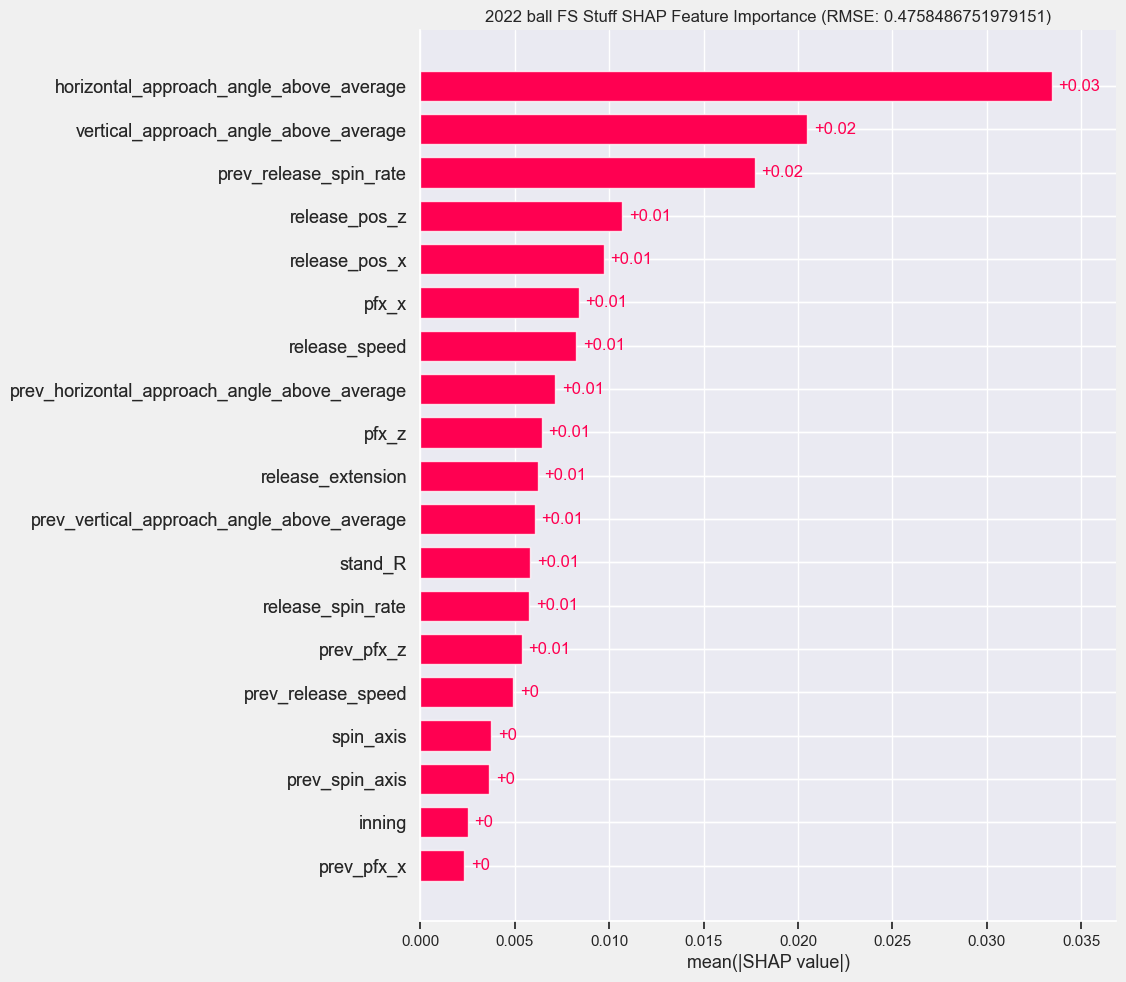 2022 ball FS Stuff SHAP Feature Importance (RMSE: 0.4758486751979151)
horizontal_approach_angle_above_average +0.03
vertical_approach_angle_above_average +0.02
prev_release_spin_rate +0.02
release_pos_z +0.01
release_pos_x +0.01
pfx_x +0.01
release_speed +0.01
prev_horizontal_approach_angle_above_average +0.01
pfx_z +0.01
release_extension +0.01
prev_vertical_approach_angle_above_average +0.01
stand_R +0.01
release_spin_rate +0.01
prev_pfx_z +0.01
prev_release_speed +0
spin_axis +0
prev_spin_axis +0
inning +0
prev_pfx_x +0
0.000 0.005 0.010 0.015 0.020 0.025 0.030 0.035
mean(|SHAP value|)